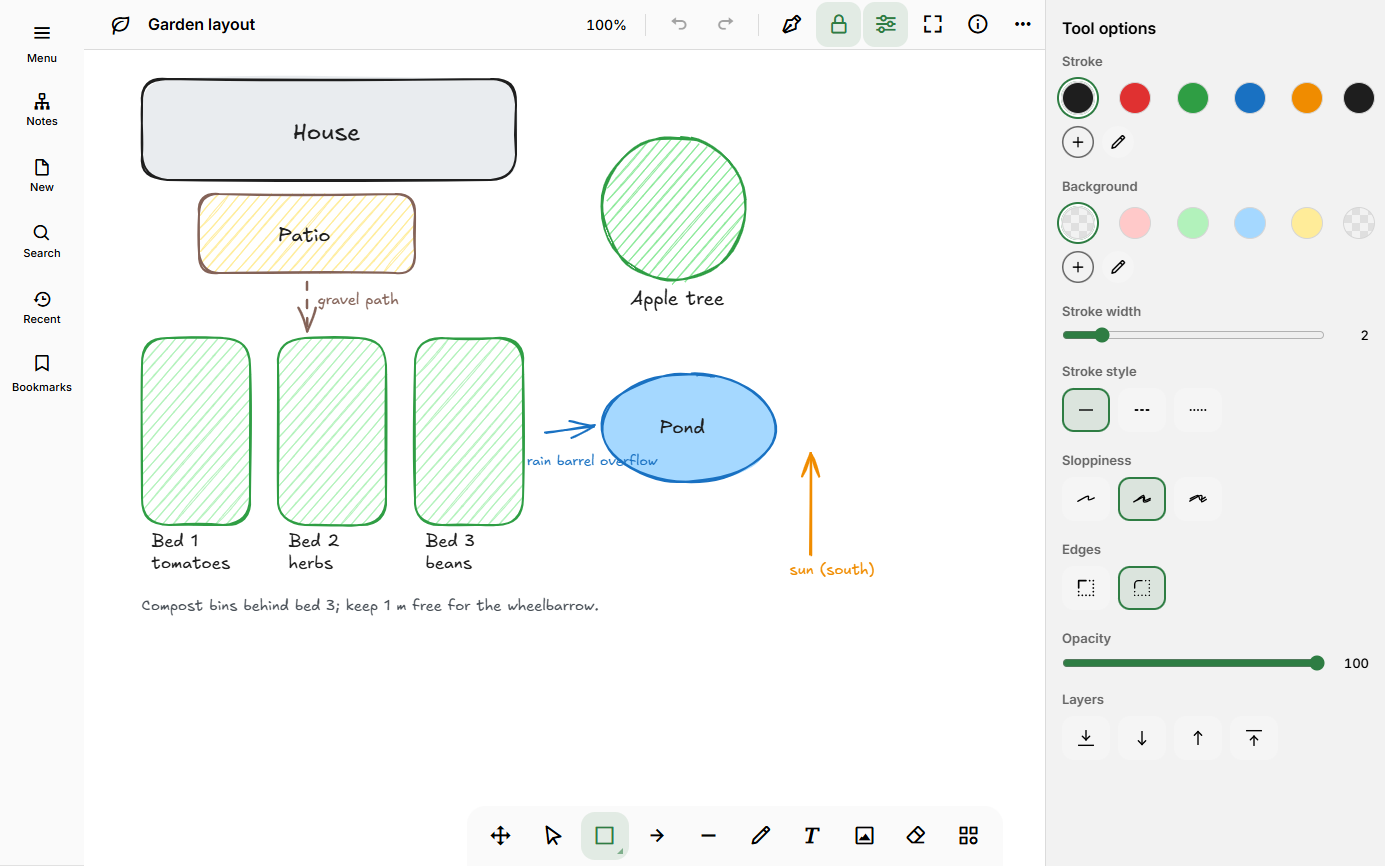 Menu
Notes
New
Search
Recent
Bookmarks
Garden layout
100%
House
Patio
gravel path
Apple tree
Pond
rain barrel overflow
Bed 1
tomatoes
Bed 2
herbs
Bed 3
beans
sun (south)
Compost bins behind bed 3; keep 1 m free for the wheelbarrow.
T
Tool options
Stroke
Background
Stroke width
2
Stroke style
Sloppiness
Edges
Opacity
100
Layers